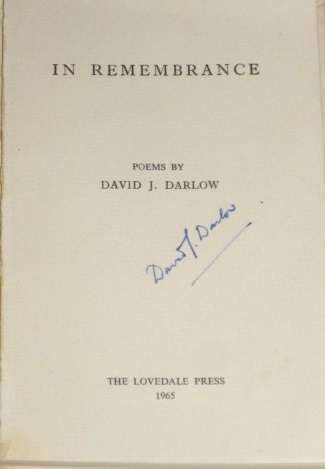 IN REMEMBRANCE
POEMS BY
DAVID J. DARLOW
David J. Darlow
THE LOVEDALE PRESS
1965